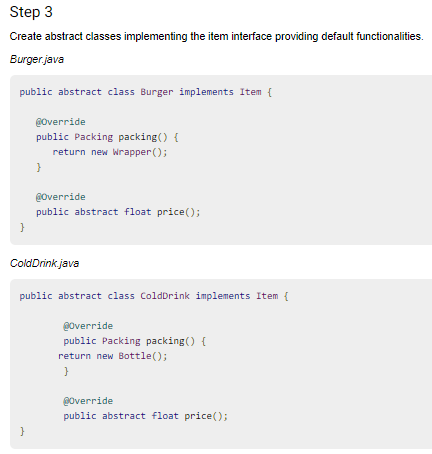 Step 3
Create abstract classes implementing the item interface providing default functionalities.
Burger.java
public abstract class Burger implements Item {
@Override
public Packing packing() {
return new Wrapper();
}
@Override
public abstract float price();
}
ColdDrink.java
public abstract class ColdDrink implements Item {
@Override
public Packing packing() {
return new Bottle();
}
@Override
public abstract float price();
}